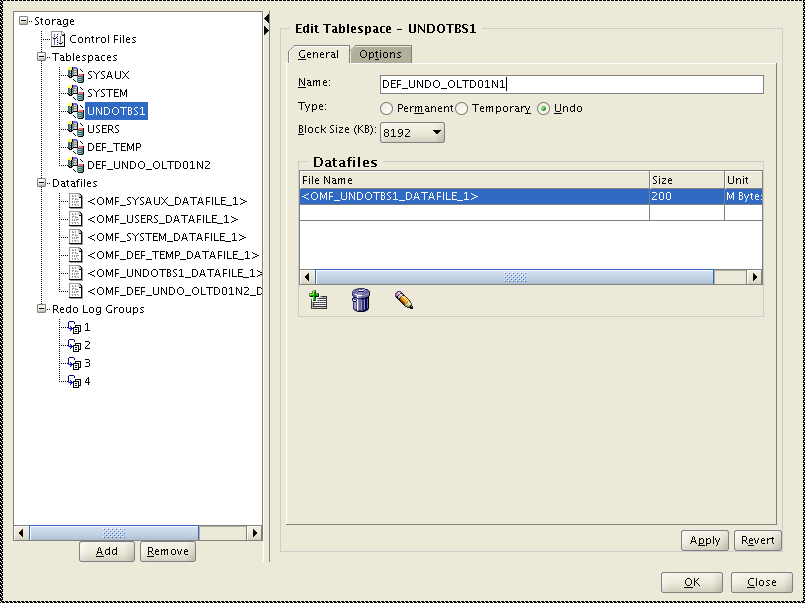 Storage
Control Files
Tablespaces
SYSAUX
SYSTEM
UNDOTBS1
USERS
DEF_TEMP
DEF_UNDO_OLTD01N2
Datafiles
<OMF_SYSAUX_DATAFILE_1>
<OMF_USERS_DATAFILE_1>
<OMF_SYSTEM_DATAFILE_1>
<OMF_DEF_TEMP_DATAFILE_1>
<OMF_UNDOTBS1_DATAFILE_1>
<OMF_DEF_UNDO_OLTD01N2_D
Redo Log Groups
1
2
3
4
Add Remove
Edit Tablespace - UNDOTBS1
General Options
Name: DEF_UNDO_OLTD01N1
Type: Permanent Temporary Undo
Block Size (KB): 8192
Datafiles
File Name Size Unit
<OMF_UNDOTBS1_DATAFILE_1> 200 M Byte
Apply Revert
OK Close